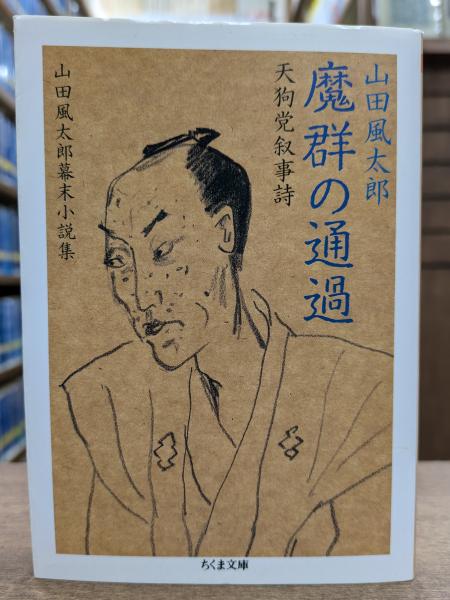 山田風太郎
魔群の通過
天狗党叙事詩
山田風太郎幕末小説集
ちくま文庫